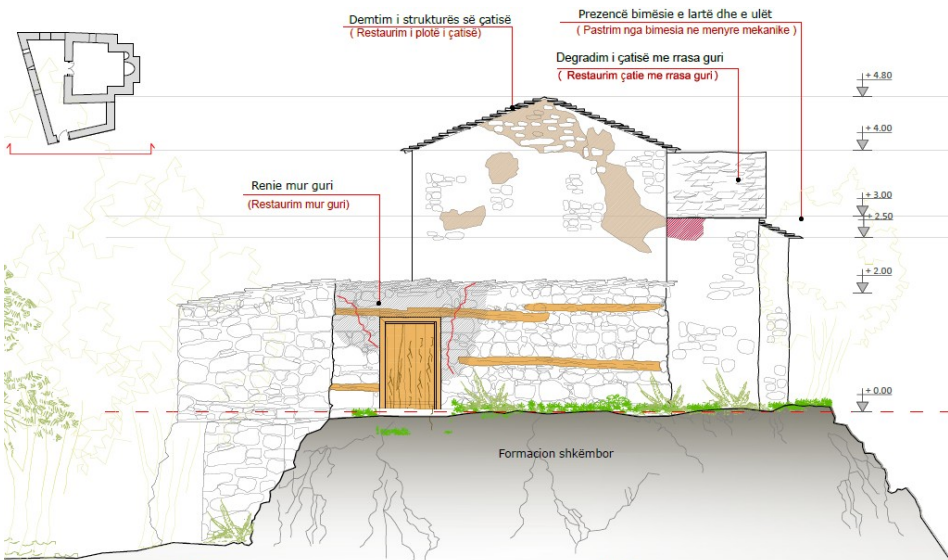 Demtim i strukturës së çatisë
( Restaurim i plotë i çatisë)
Prezencë bimësie e lartë dhe e ulët
( Pastrim nga bimesia ne menyre mekanike )
Degradim i çatisë me rrasa guri
( Restaurim çatie me rrasa guri )
+ 4.80
+ 4.00
Renie mur guri
(Restaurim mur guri)
+ 3.00
+ 2.50
+ 2.00
+ 0.00
Formacion shkëmbor